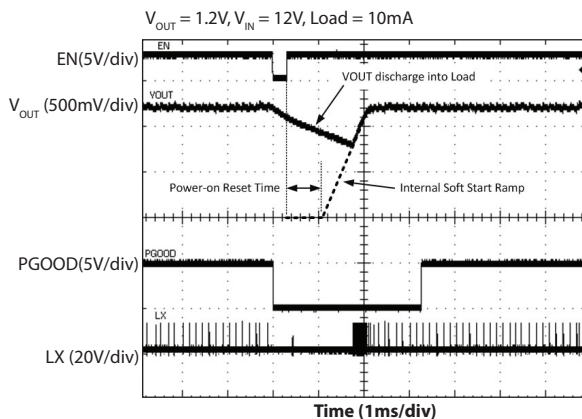 V_OUT = 1.2V, V_IN = 12V, Load = 10mA
EN
EN(5V/div)
VOUT discharge into Load
VOUT
V_OUT (500mV/div)
Power-on Reset Time
Internal Soft Start Ramp
PGOOD
PGOOD(5V/div)
LX
LX (20V/div)
Time (1ms/div)